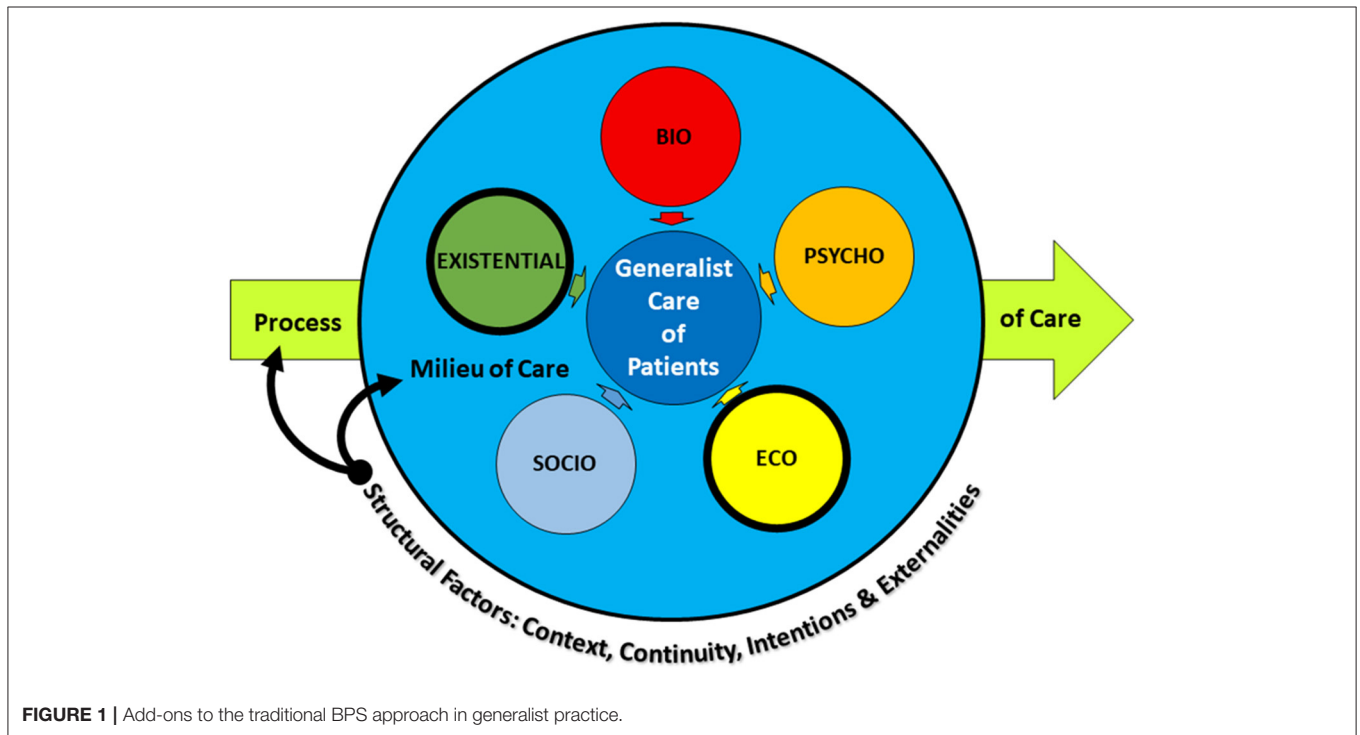 BIO
EXISTENTIAL
PSYCHO
Generalist
Care
of
Patients
Process
of Care
Milieu of Care
SOCIO
ECO
Structural Factors: Context, Continuity, Intentions & Externalities
FIGURE 1 | Add-ons to the traditional BPS approach in generalist practice.